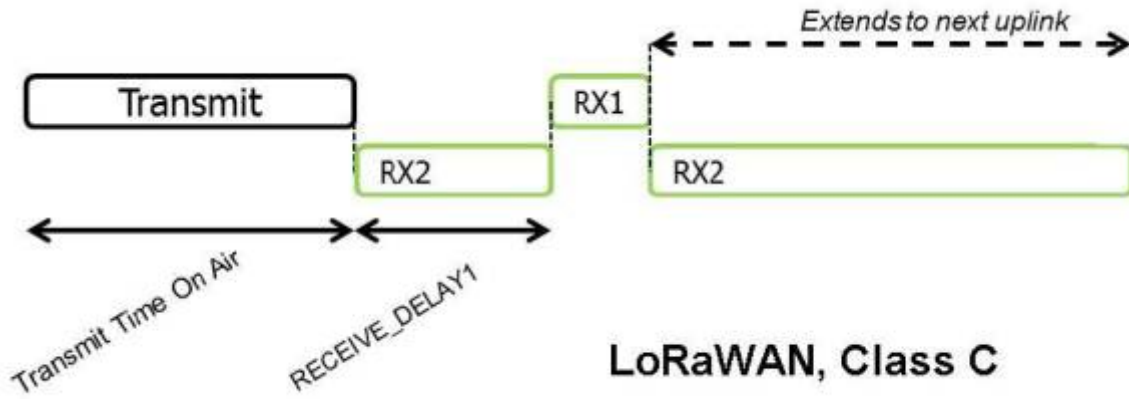 Extends to next uplink
Transmit
RX1
RX2
RX2
Transmit Time On Air
RECEIVE_DELAY1
LoRaWAN, Class C